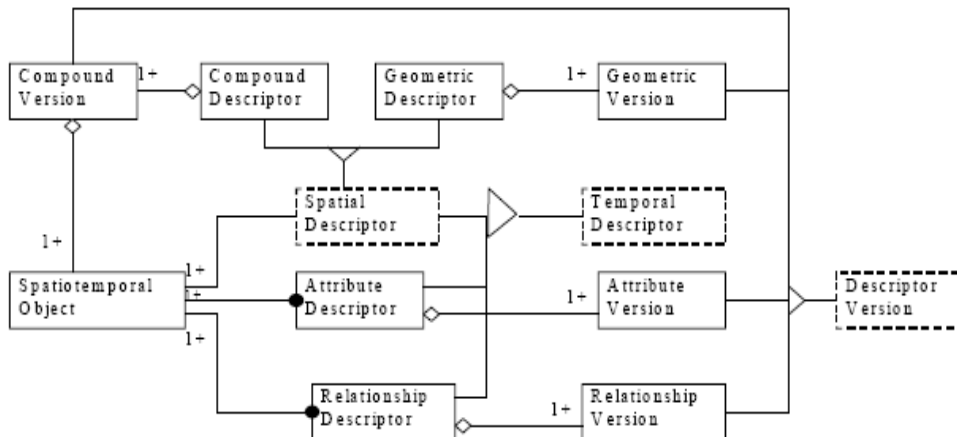 Compound
Version
1+
Compound
Descriptor
Geometric
Descriptor
1+
Geometric
Version
Spatial
Descriptor
Temporal
Descriptor
1+
Spatiotemporal
Object
1+
1+
1+
Attribute
Descriptor
1+
Attribute
Version
Descriptor
Version
Relationship
Descriptor
1+
Relationship
Version